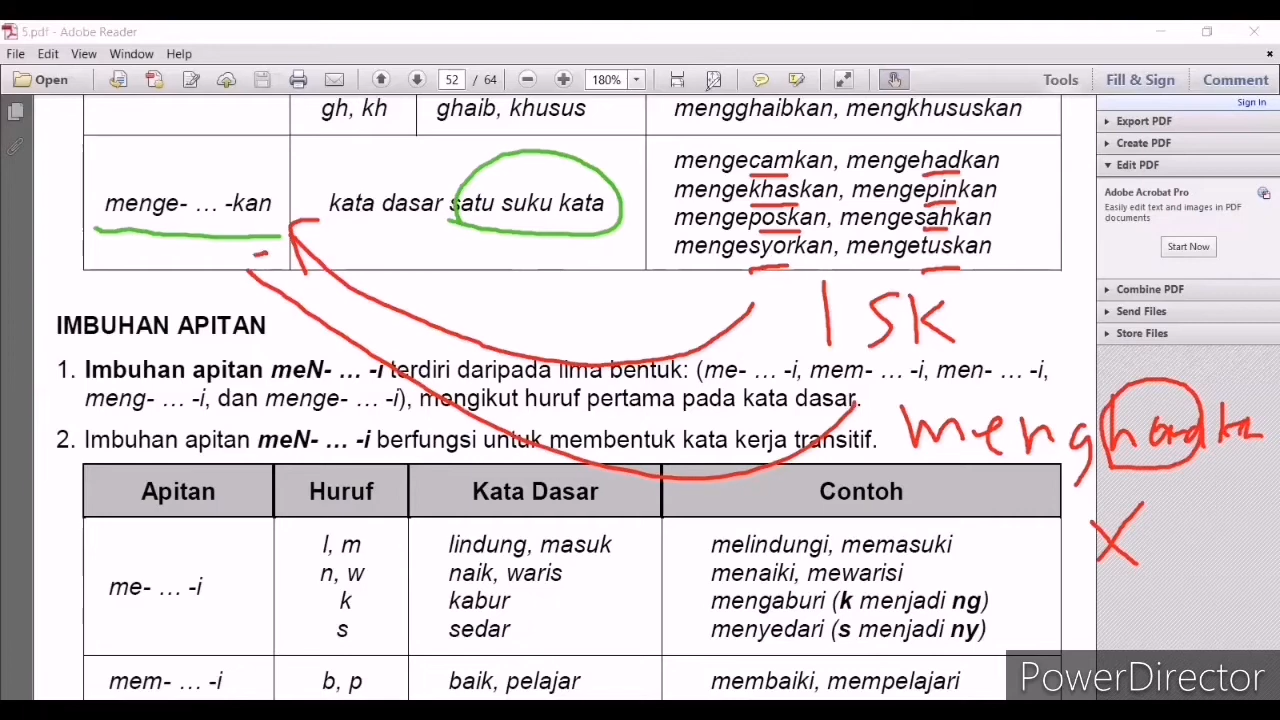 5.pdf - Adobe Reader
File Edit View Window Help
Open 52 / 64 180% Tools Fill & Sign Comment
Sign In
Export PDF
Create PDF
Edit PDF
Adobe Acrobat Pro
Easily edit text and images in PDF
documents
Start Now
Combine PDF
Send Files
Store Files
gh, kh ghaib, khusus mengghaibkan, mengkhususkan
menge- … -kan kata dasar satu suku kata mengecamkan, mengehadkan
mengekhaskan, mengepinkan
mengeposkan, mengesahkan
mengesyorkan, mengetuskan
1 SK
IMBUHAN APITAN
1. Imbuhan apitan meN- … -i terdiri daripada lima bentuk: (me- … -i, mem- … -i, men- … -i,
meng- … -i, dan menge- … -i), mengikut huruf pertama pada kata dasar.
2. Imbuhan apitan meN- … -i berfungsi untuk membentuk kata kerja transitif.
X
Apitan Huruf Kata Dasar Contoh
me- … -i l, m lindung, masuk melindungi, memasuki
n, w naik, waris menaiki, mewarisi
k kabur mengaburi (k menjadi ng)
s sedar menyedari (s menjadi ny)
mem- … -i b, p baik, pelajar membaiki, mempelajari
PowerDirector